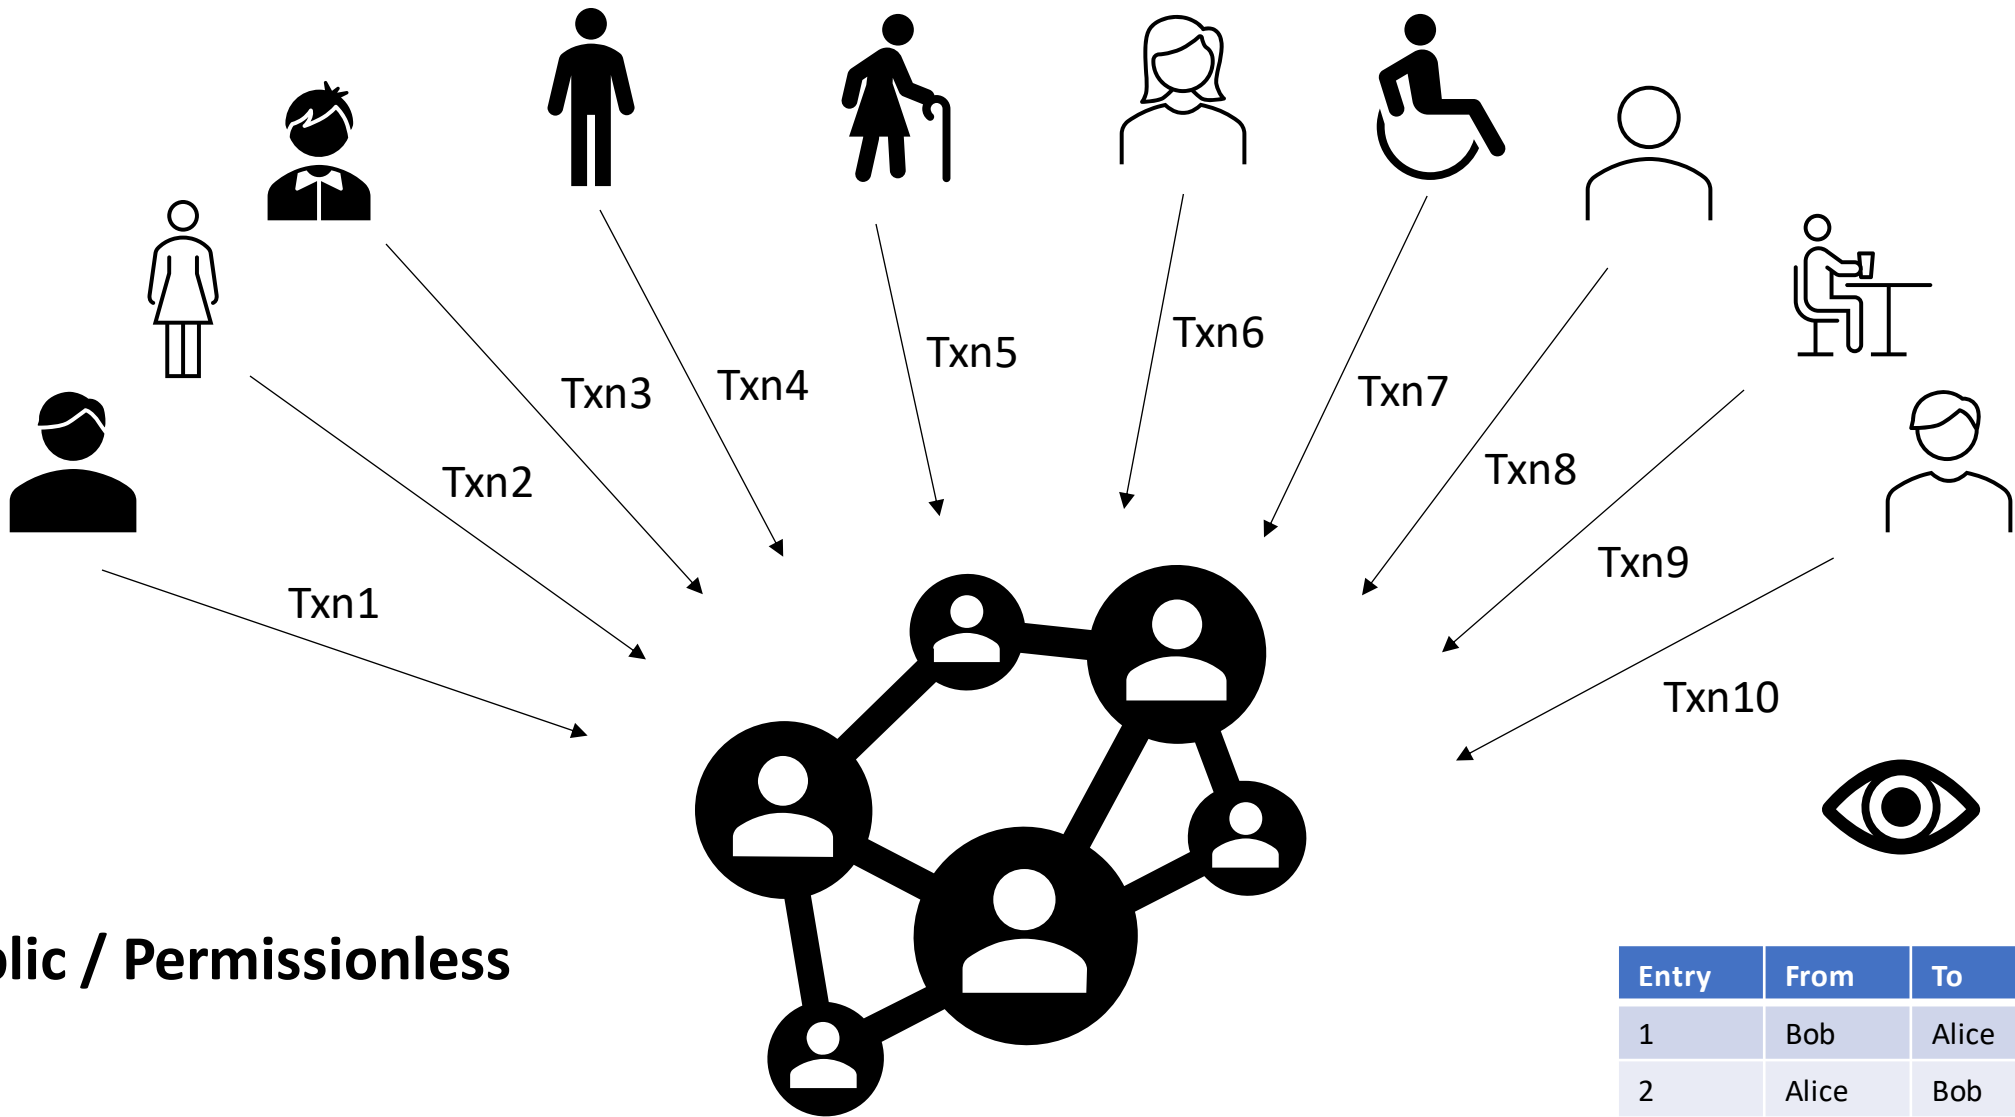 Txn6
Txn5
Txn4
Txn3
Txn7
Txn8
Txn2
Txn9
Txn1
Txn10
blic / Permissionless
Entry From To
1 Bob Alice
2 Alice Bob